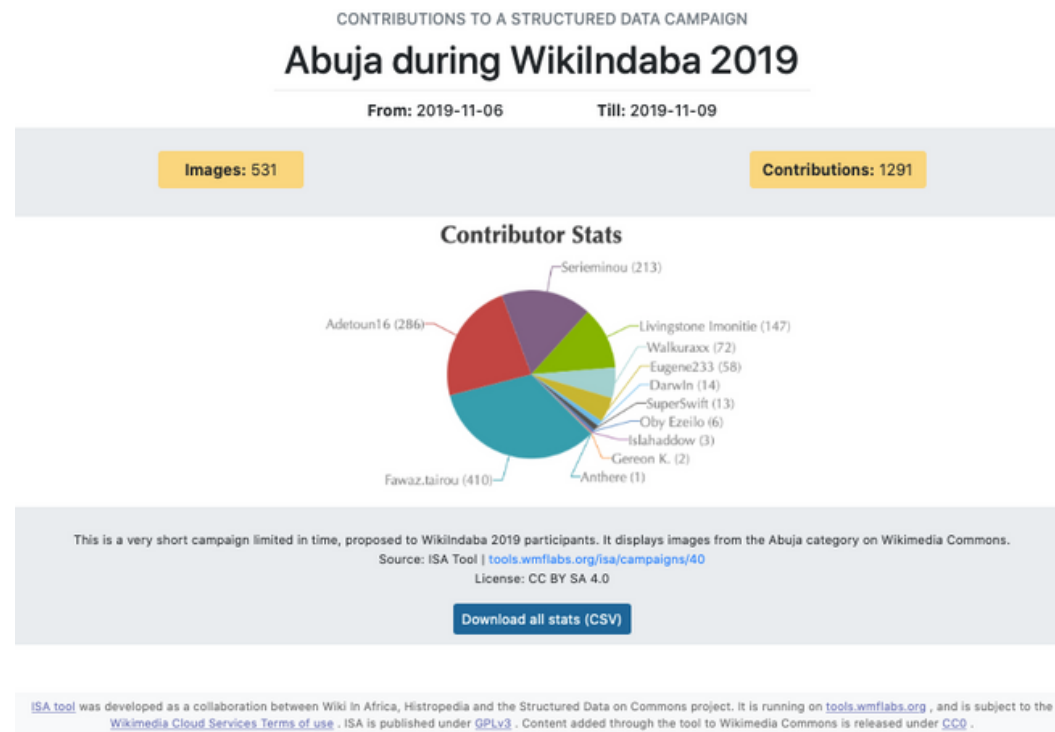 CONTRIBUTIONS TO A STRUCTURED DATA CAMPAIGN
Abuja during WikiIndaba 2019
From: 2019-11-06 Till: 2019-11-09
Images: 531 Contributions: 1291
Contributor Stats
Serieminou (213)
Adetoun16 (286)
Livingstone Imonitie (147)
Walkuraxx (72)
Eugene233 (58)
DarwIn (14)
SuperSwift (13)
Oby Ezeilo (6)
Islahaddow (3)
Gereon K. (2)
Anthere (1)
Fawaz.tairou (410)
This is a very short campaign limited in time, proposed to WikiIndaba 2019 participants. It displays images from the Abuja category on Wikimedia Commons.
Source: ISA Tool | tools.wmflabs.org/isa/campaigns/40
License: CC BY SA 4.0
Download all stats (CSV)
ISA tool was developed as a collaboration between Wiki In Africa, Histropedia and the Structured Data on Commons project. It is running on tools.wmflabs.org , and is subject to the
Wikimedia Cloud Services Terms of use . ISA is published under GPLv3 . Content added through the tool to Wikimedia Commons is released under CC0 .